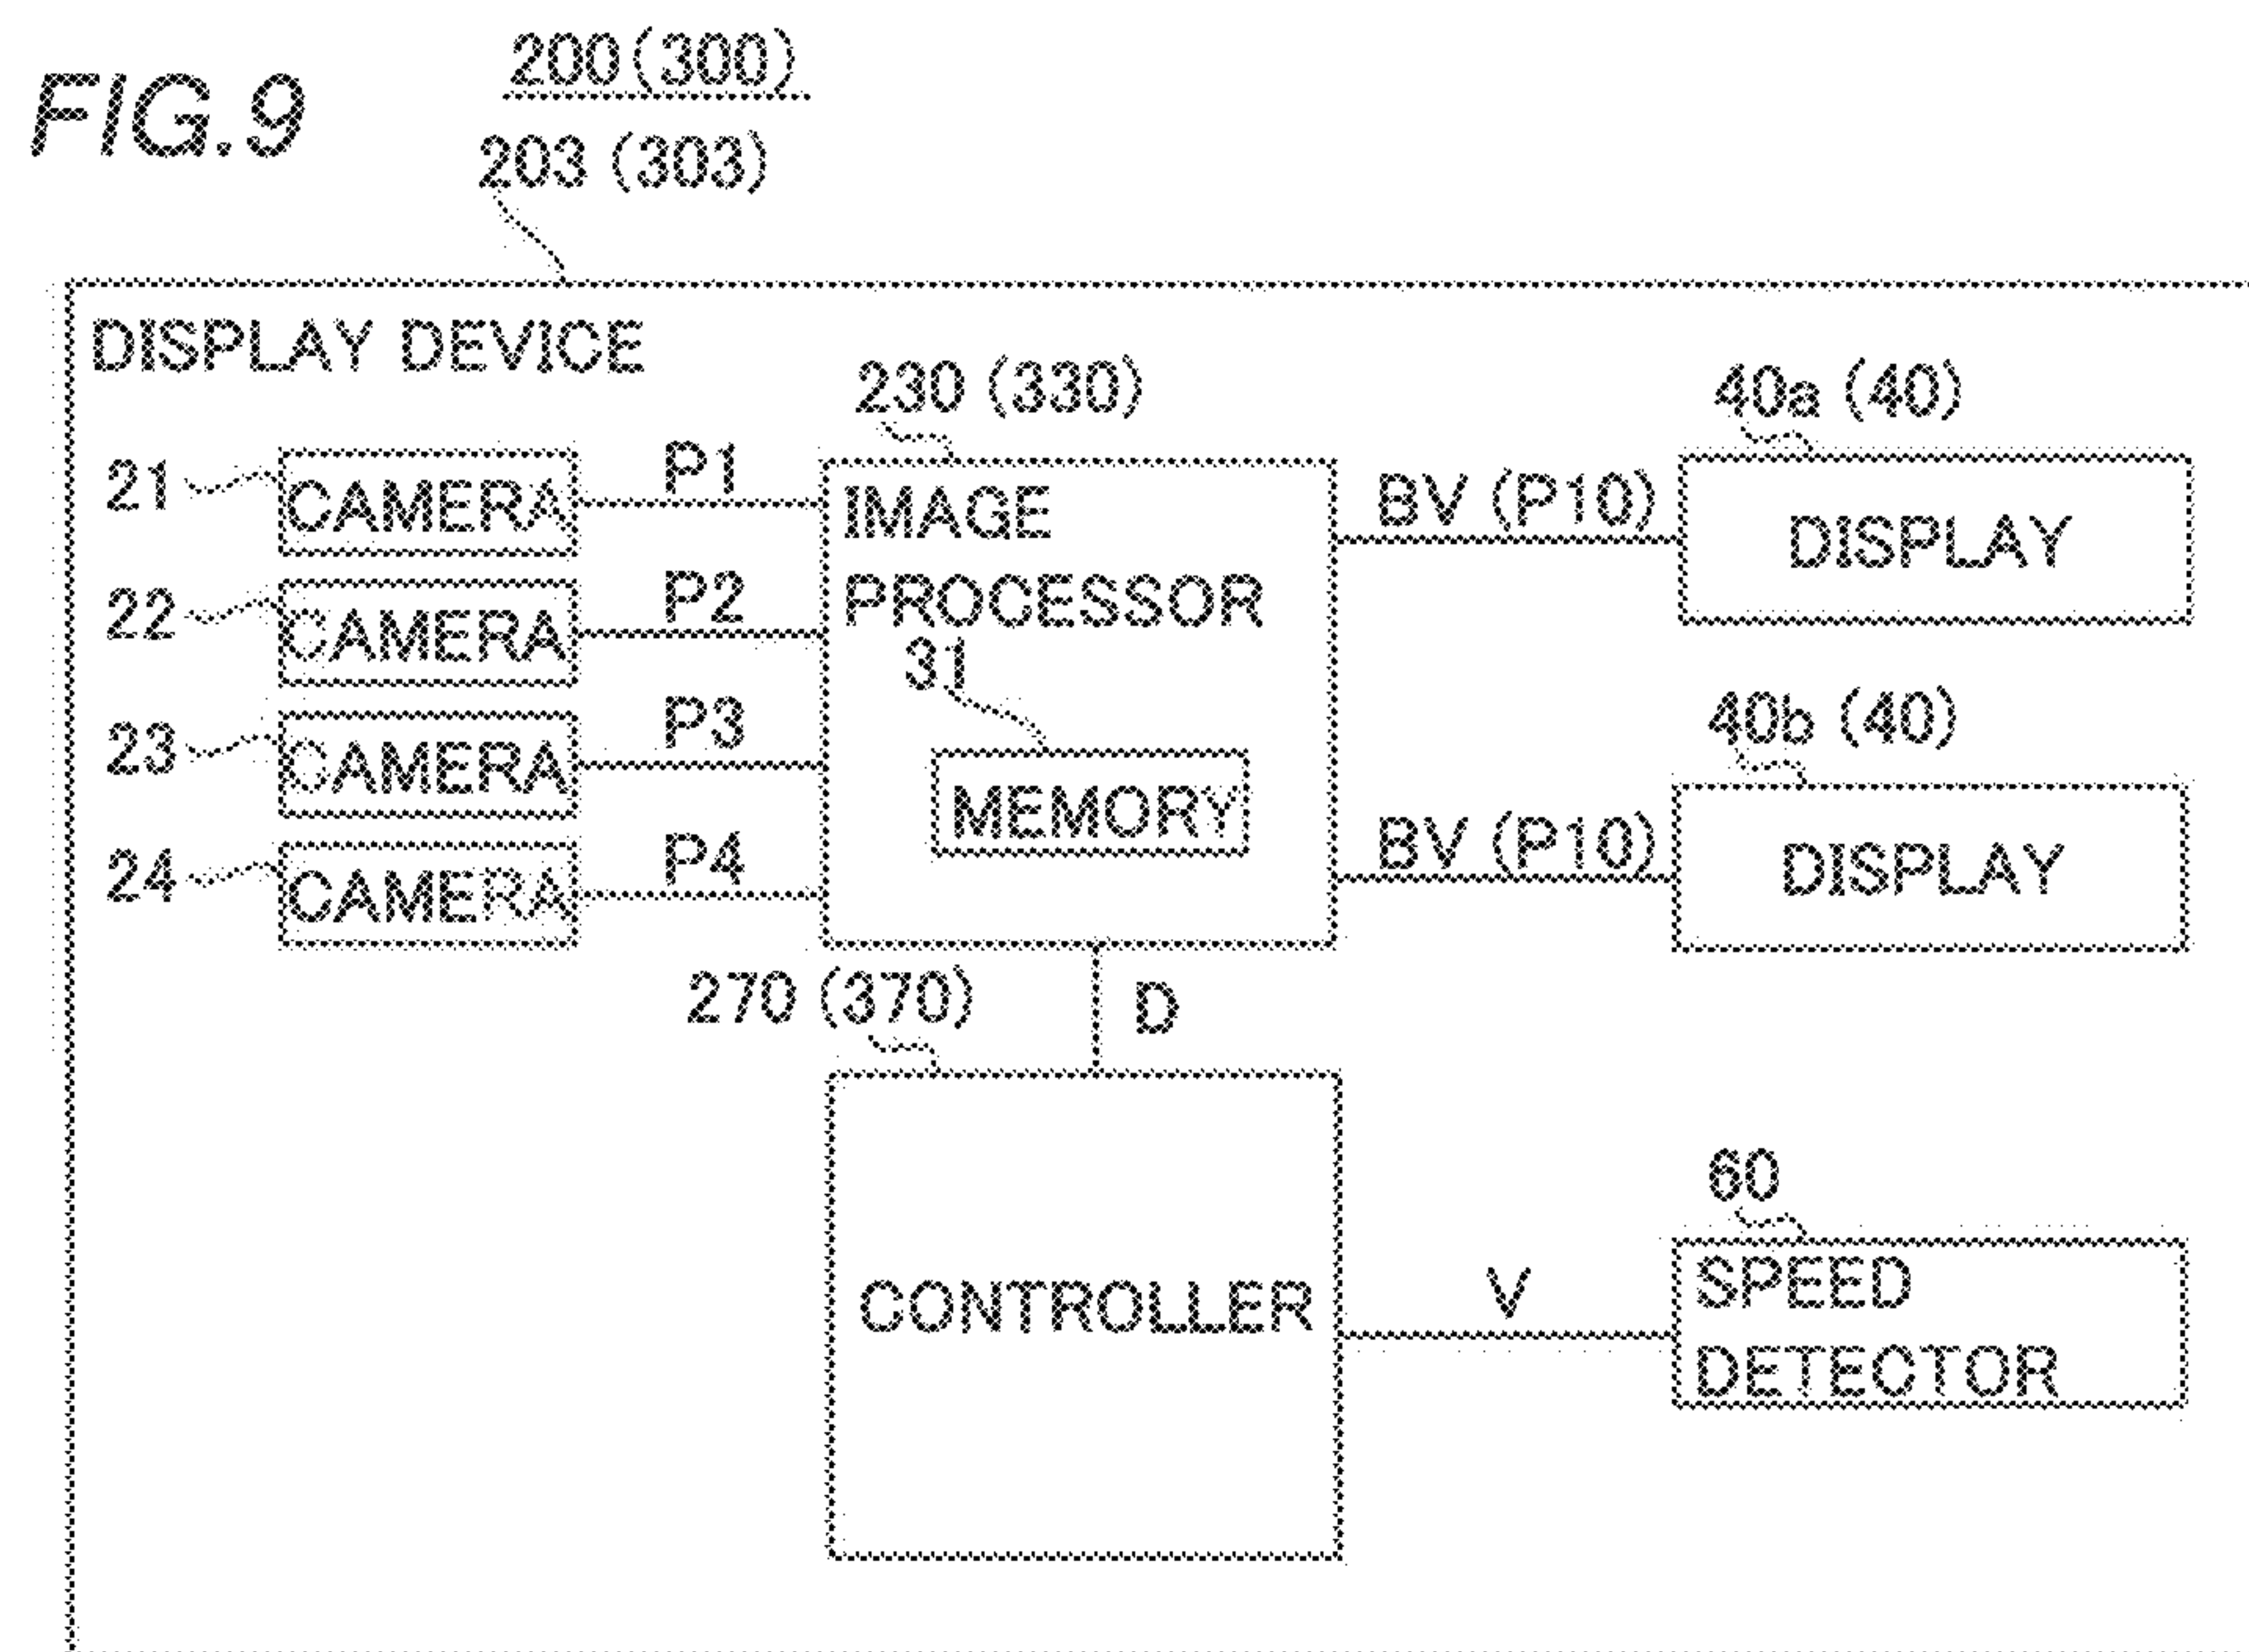 FIG.9
200(300)
203 (303)
DISPLAY DEVICE
230 (330)
40a (40)
21
CAMERA
P1
IMAGE
PROCESSOR
BV (P10)
DISPLAY
22
CAMERA
P2
31
MEMORY
23
CAMERA
P3
40b (40)
24
CAMERA
P4
BV (P10)
DISPLAY
270 (370)
D
CONTROLLER
V
60
SPEED
DETECTOR